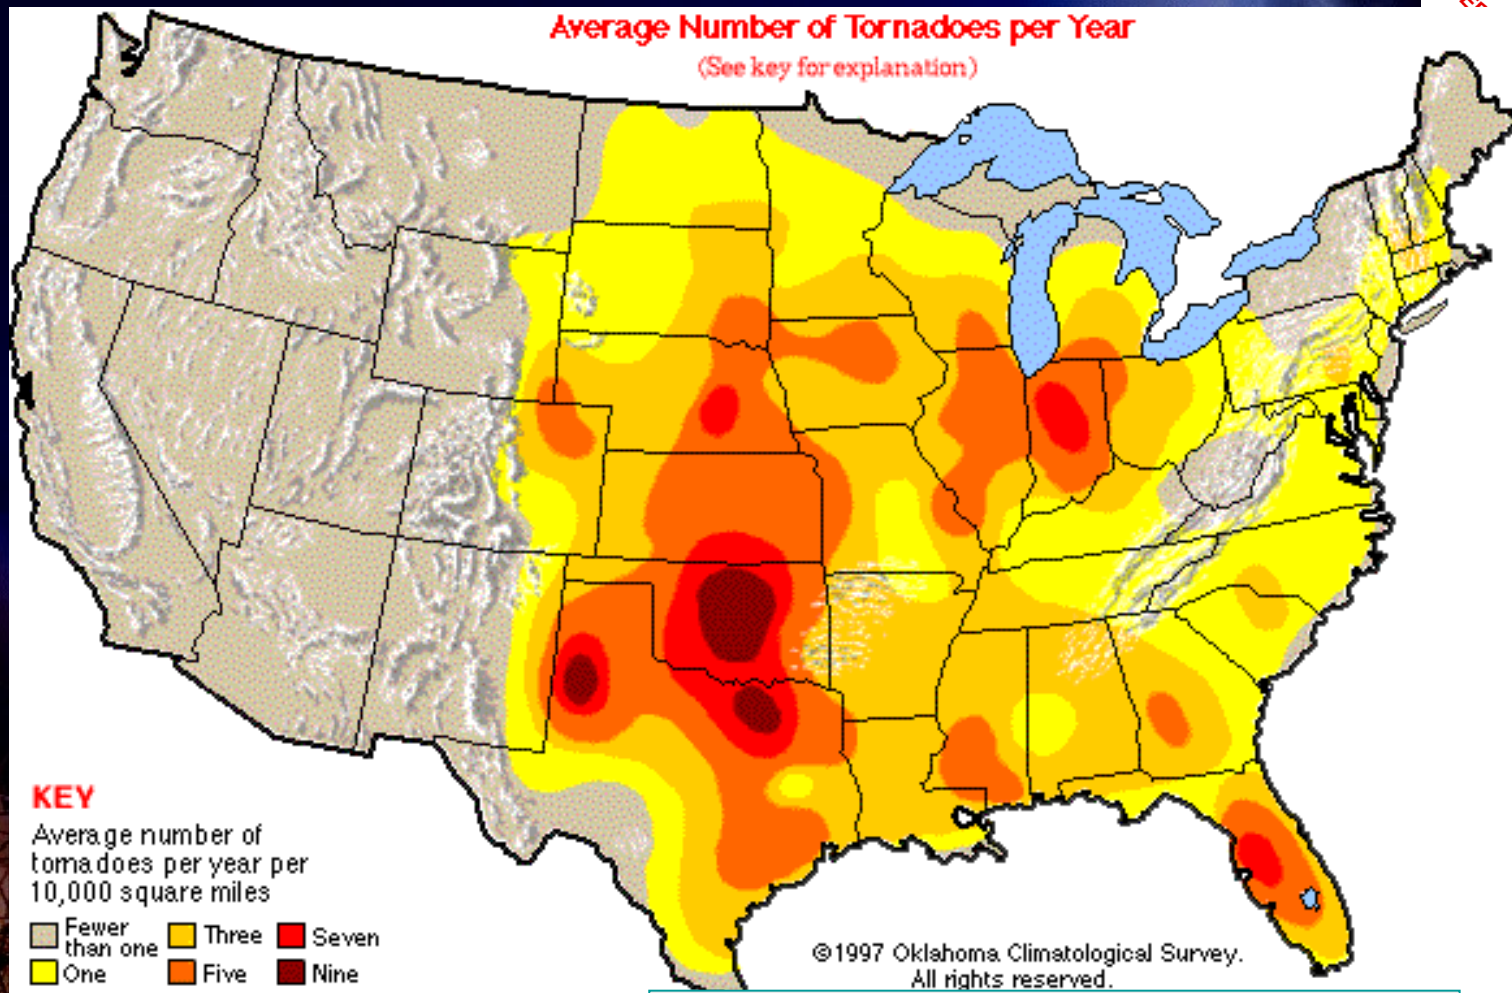 Average Number of Tornadoes per Year
(See key for explanation)
KEY
Average number of
tornadoes per year per
10,000 square miles
Fewer
than one
Three
Seven
One
Five
Nine
©1997 Oklahoma Climatological Survey.
All rights reserved.